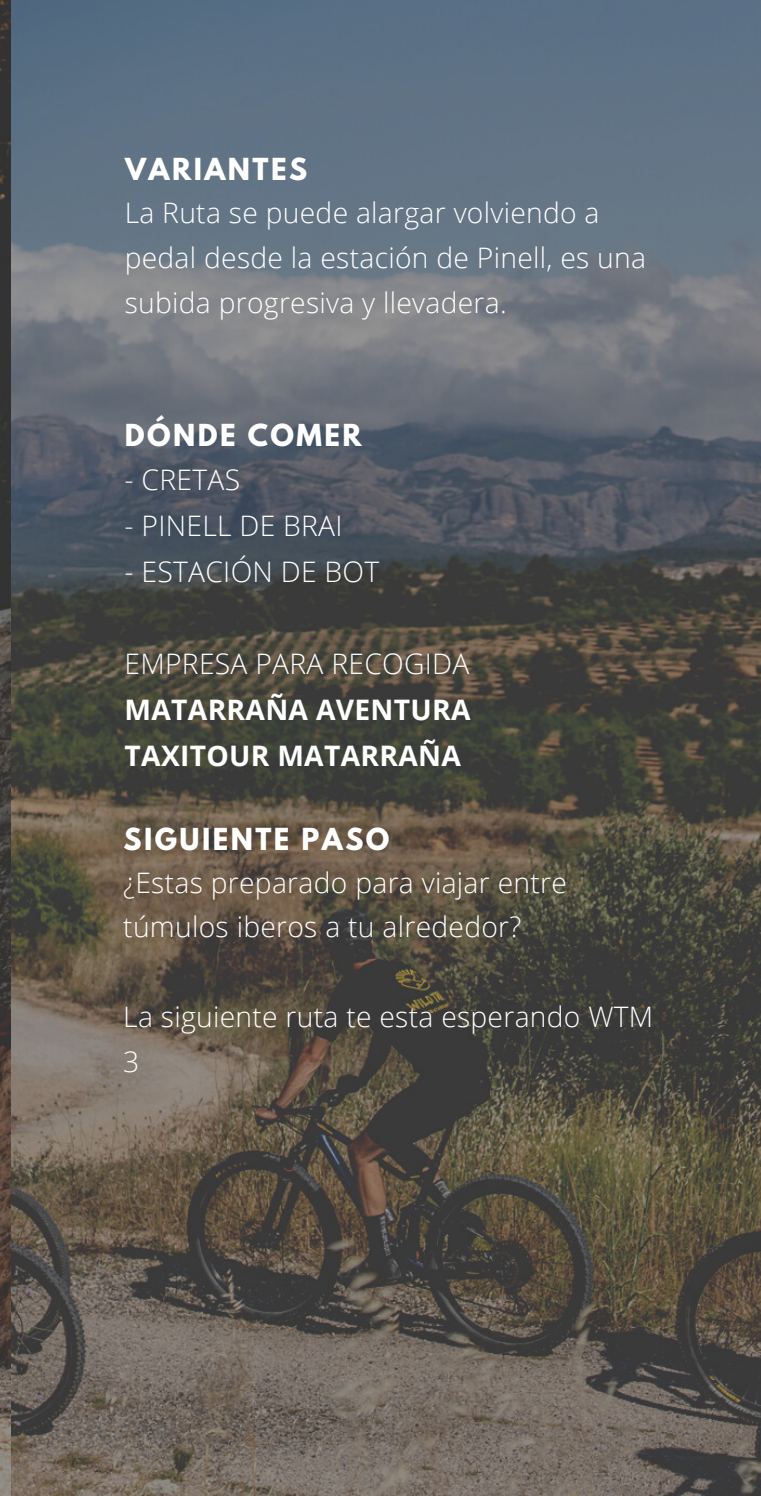 VARIANTES
La Ruta se puede alargar volviendo a
pedal desde la estación de Pinell, es una
subida progresiva y llevadera.
DÓNDE COMER
- CRETAS
- PINELL DE BRAI
- ESTACIÓN DE BOT
EMPRESA PARA RECOGIDA
MATARRAÑA AVENTURA
TAXITOUR MATARRAÑA
SIGUIENTE PASO
¿Estas preparado para viajar entre
túmulos iberos a tu alrededor?
La siguiente ruta te esta esperando WTM
3